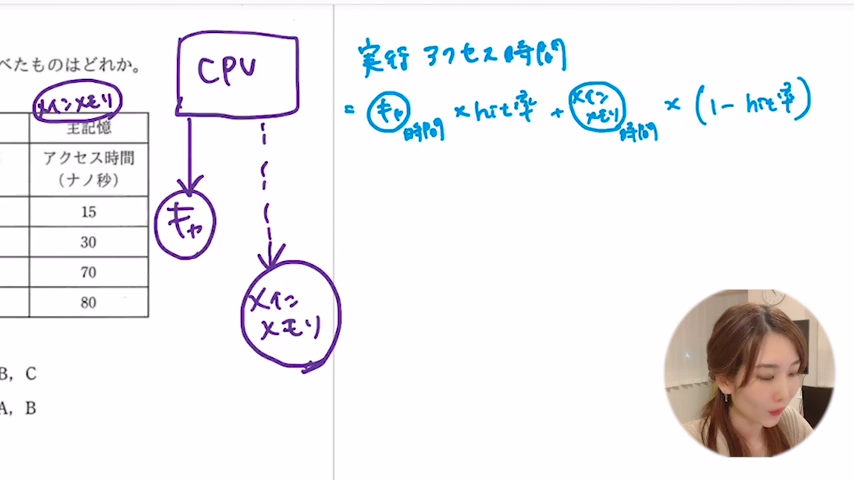 べたものはどれか。
メインメモリ
主記憶
アクセス時間
(ナノ秒)
15
30
70
80
B, C
A, B
CPU
キャ
メイン
メモリ
実行アクセス時間
= キャ時間 × hit率 + メインメモリ時間 × (1 - hit率)